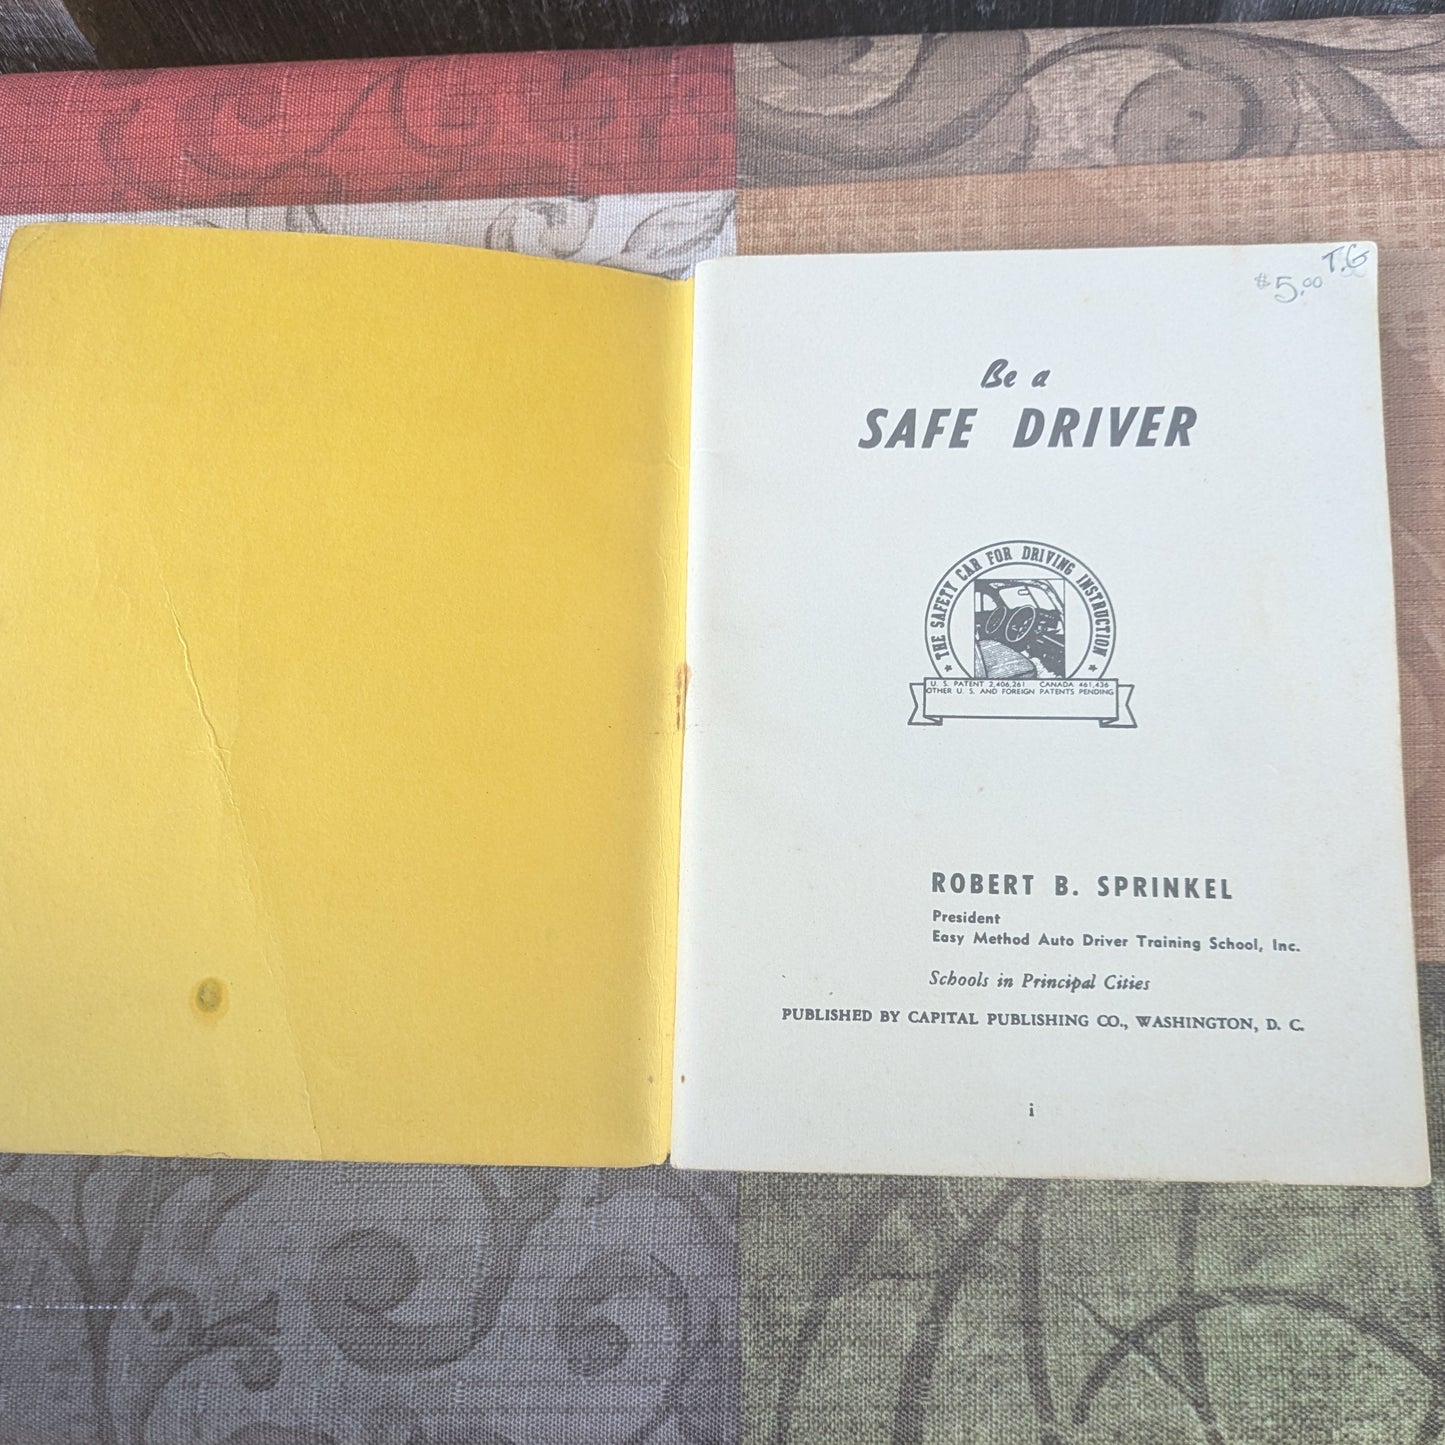 T.G
$5.00
Be a
SAFE DRIVER
★ THE SAFETY CAR FOR DRIVING INSTRUCTION ★
U. S. PATENT 2,406,261 CANADA 461,436
OTHER U. S. AND FOREIGN PATENTS PENDING
ROBERT B. SPRINKEL
President
Easy Method Auto Driver Training School, Inc.
Schools in Principal Cities
PUBLISHED BY CAPITAL PUBLISHING CO., WASHINGTON, D. C.
i